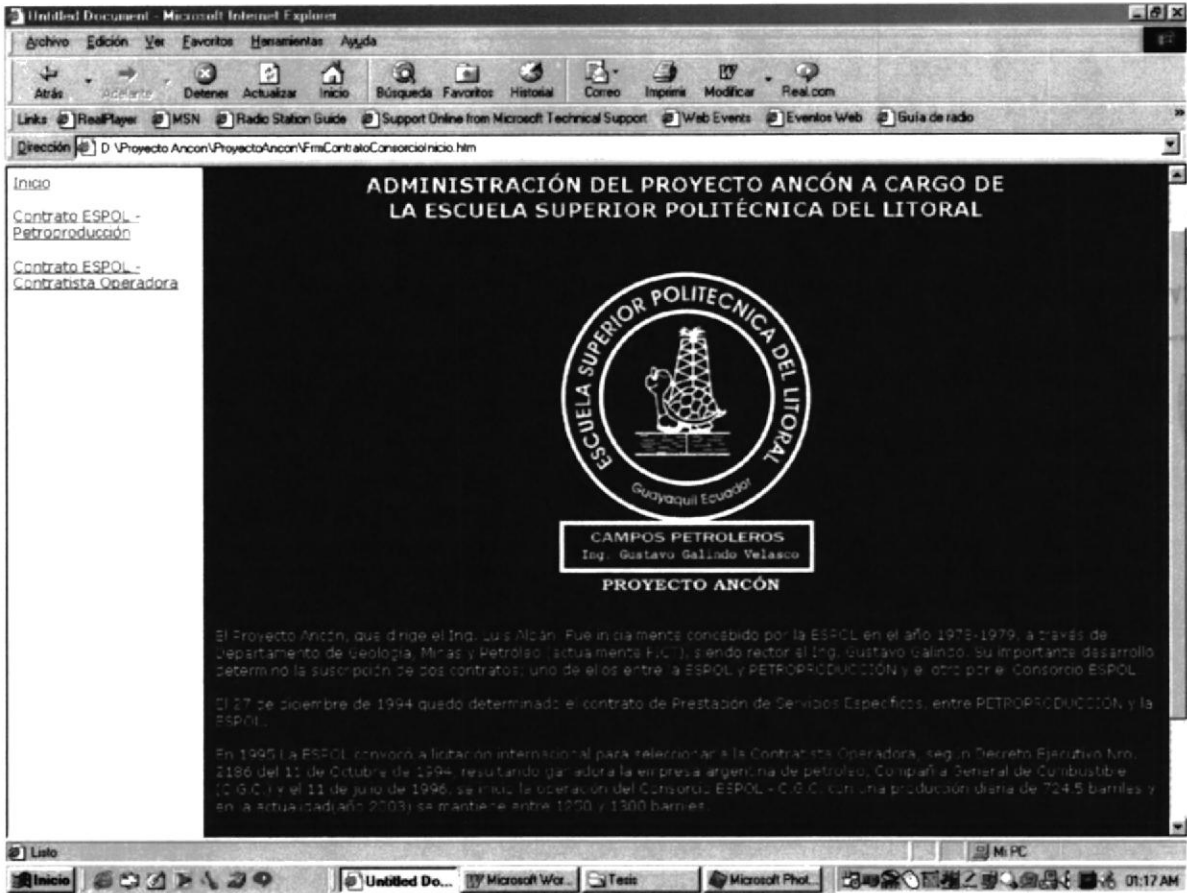 Untitled Document - Microsoft Internet Explorer
Archivo Edición Ver Favoritos Herramientas Ayuda
Atrás Adelante Detener Actualizar Inicio Búsqueda Favoritos Historial Correo Imprimir Modificar Real.com
Links RealPlayer MSN Radio Station Guide Support Online from Microsoft Technical Support Web Events Eventos Web Guía de radio »
Dirección D:\Proyecto Ancon\ProyectoAncon\FrmContratoConsorcioInicio.htm
Inicio
Contrato ESPOL -
Petroproducción
Contrato ESPOL -
Contratista Operadora
ADMINISTRACIÓN DEL PROYECTO ANCÓN A CARGO DE
LA ESCUELA SUPERIOR POLITÉCNICA DEL LITORAL
ESCUELA SUPERIOR POLITECNICA DEL LITORAL
Guayaquil Ecuador
CAMPOS PETROLEROS
Ing. Gustavo Galindo Velasco
PROYECTO ANCÓN
El Proyecto Ancón, que dirige el Ing. Luis Albán. Fue inicialmente concebido por la ESPOL en el año 1978-1979, a través de
Departamento de Geología, Minas y Petróleo (actualmente FICT), siendo rector el Ing. Gustavo Galindo. Su importante desarrollo
determinó la suscripción de dos contratos; uno de ellos entre la ESPOL y PETROPRODUCCIÓN y el otro por el Consorcio ESPOL
El 27 de diciembre de 1994 quedó determinado el contrato de Prestación de Servicios Específicos, entre PETROPRODUCCIÓN y la
ESPOL.
En 1995 La ESPOL convocó a licitación internacional para seleccionar a la Contratista Operadora, según Decreto Ejecutivo Nro.
2186 del 11 de Octubre de 1994, resultando ganadora la empresa argentina de petróleo, Compañía General de Combustible
(C.G.C.) y el 11 de julio de 1996, se inició la operación del Consorcio ESPOL - C.G.C. con una producción diaria de 724.5 barriles y
en la actualidad(año 2003) se mantiene entre 1250 y 1300 barriles.
Listo Mi PC
Inicio Untitled Do... Microsoft Wor... Tesis Microsoft Phot... 01:17 AM